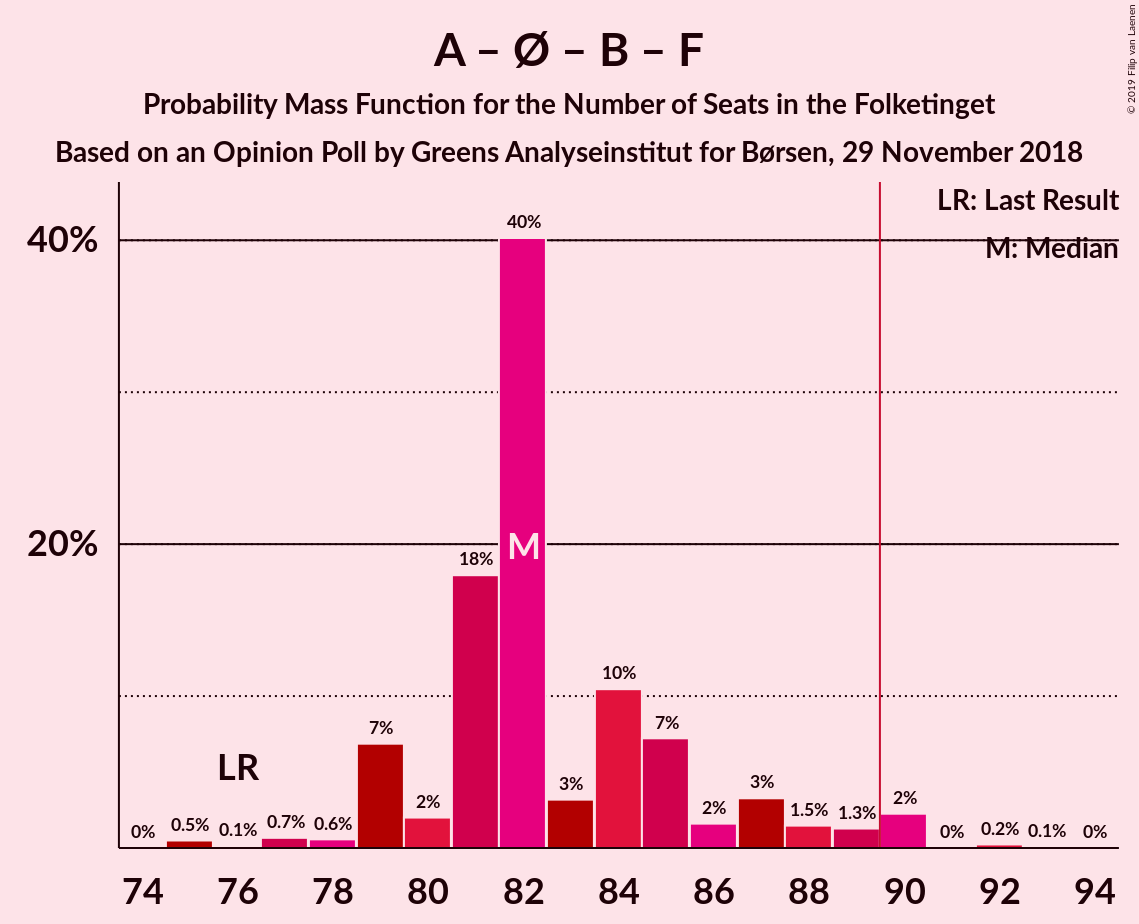 A – Ø – B – F
Probability Mass Function for the Number of Seats in the Folketinget
Based on an Opinion Poll by Greens Analyseinstitut for Børsen, 29 November 2018
© 2019 Filip van Laenen
LR: Last Result
M: Median
40%
20%
0%
0.5%
0.1%
0.7%
0.6%
7%
2%
18%
40%
3%
10%
7%
2%
3%
1.5%
1.3%
2%
0%
0.2%
0.1%
0%
LR
M
74 76 78 80 82 84 86 88 90 92 94